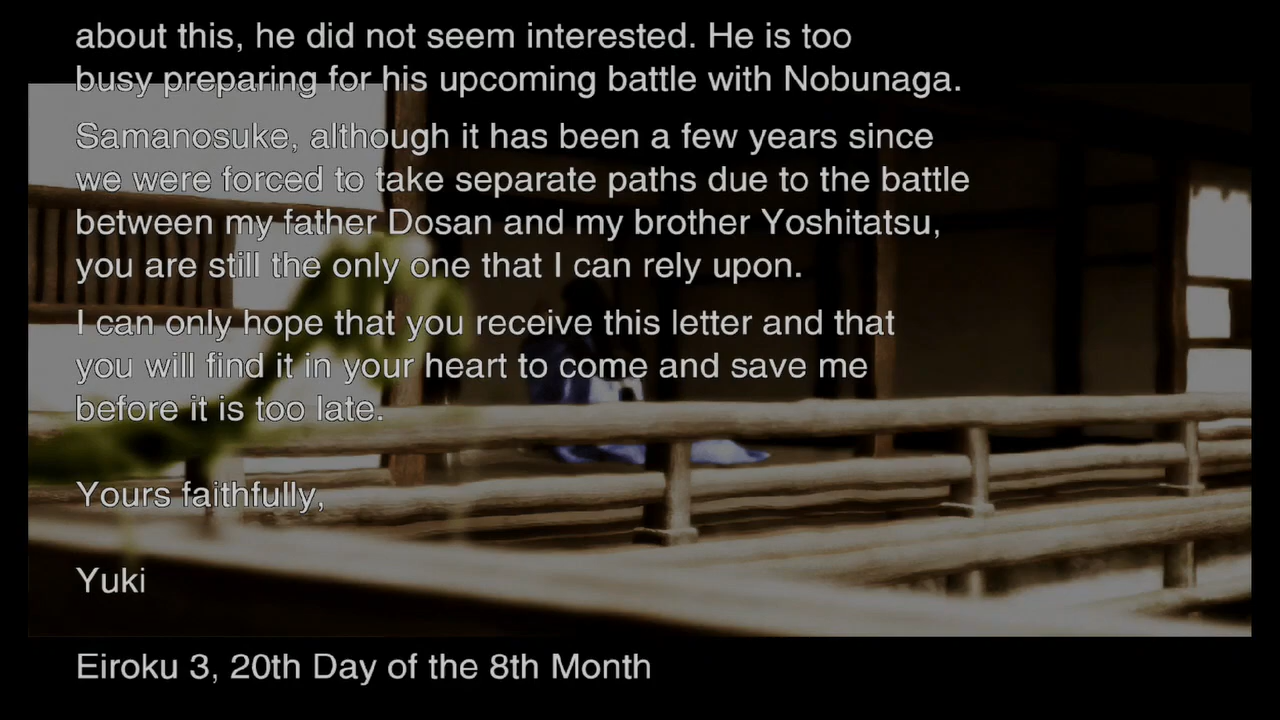 about this, he did not seem interested. He is too
busy preparing for his upcoming battle with Nobunaga.
Samanosuke, although it has been a few years since
we were forced to take separate paths due to the battle
between my father Dosan and my brother Yoshitatsu,
you are still the only one that I can rely upon.
I can only hope that you receive this letter and that
you will find it in your heart to come and save me
before it is too late.
Yours faithfully,
Yuki
Eiroku 3, 20th Day of the 8th Month